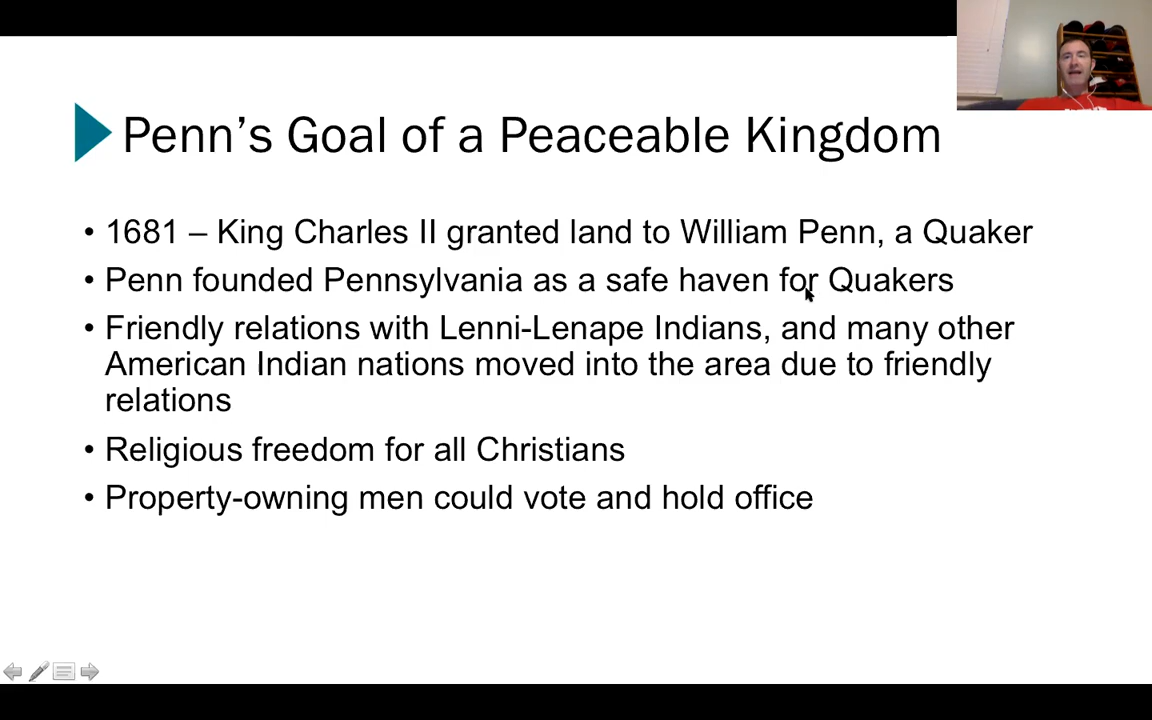 Penn’s Goal of a Peaceable Kingdom
• 1681 – King Charles II granted land to William Penn, a Quaker
• Penn founded Pennsylvania as a safe haven for Quakers
• Friendly relations with Lenni-Lenape Indians, and many other
American Indian nations moved into the area due to friendly
relations
• Religious freedom for all Christians
• Property-owning men could vote and hold office